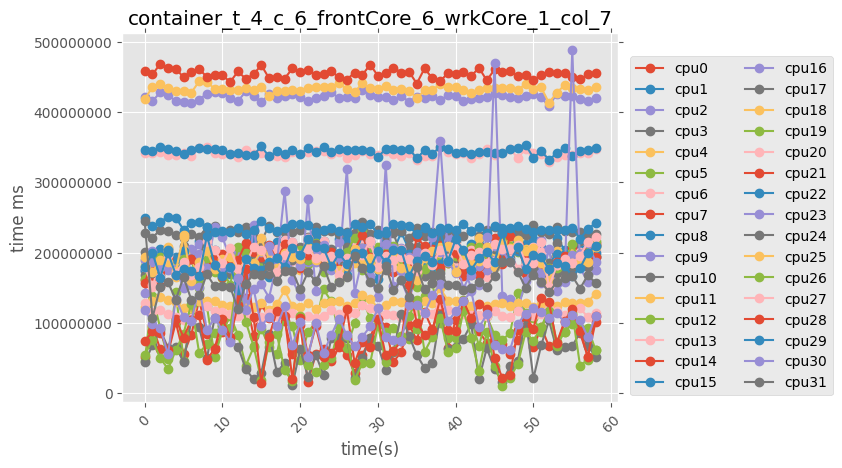 container_t_4_c_6_frontCore_6_wrkCore_1_col_7
500000000
400000000
300000000
200000000
100000000
0
time ms
0
10
20
30
40
50
60
time(s)
cpu0
cpu1
cpu2
cpu3
cpu4
cpu5
cpu6
cpu7
cpu8
cpu9
cpu10
cpu11
cpu12
cpu13
cpu14
cpu15
cpu16
cpu17
cpu18
cpu19
cpu20
cpu21
cpu22
cpu23
cpu24
cpu25
cpu26
cpu27
cpu28
cpu29
cpu30
cpu31